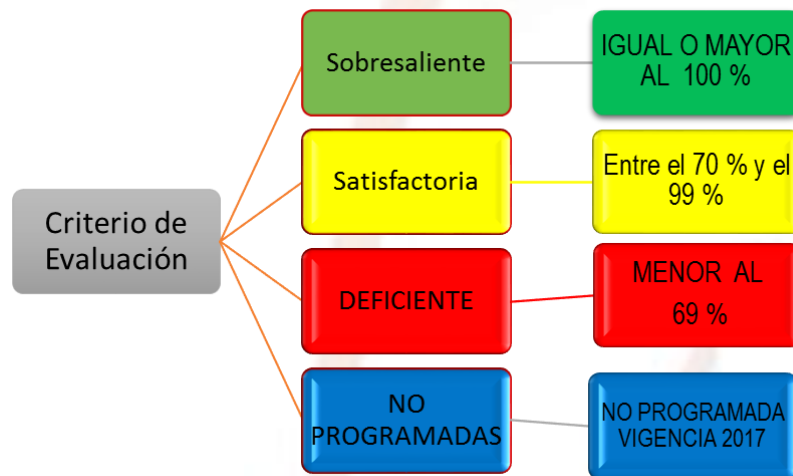 Criterio de
Evaluación
Sobresaliente
IGUAL O MAYOR
AL 100 %
Satisfactoria
Entre el 70 % y el
99 %
DEFICIENTE
MENOR AL
69 %
NO
PROGRAMADAS
NO PROGRAMADA
VIGENCIA 2017